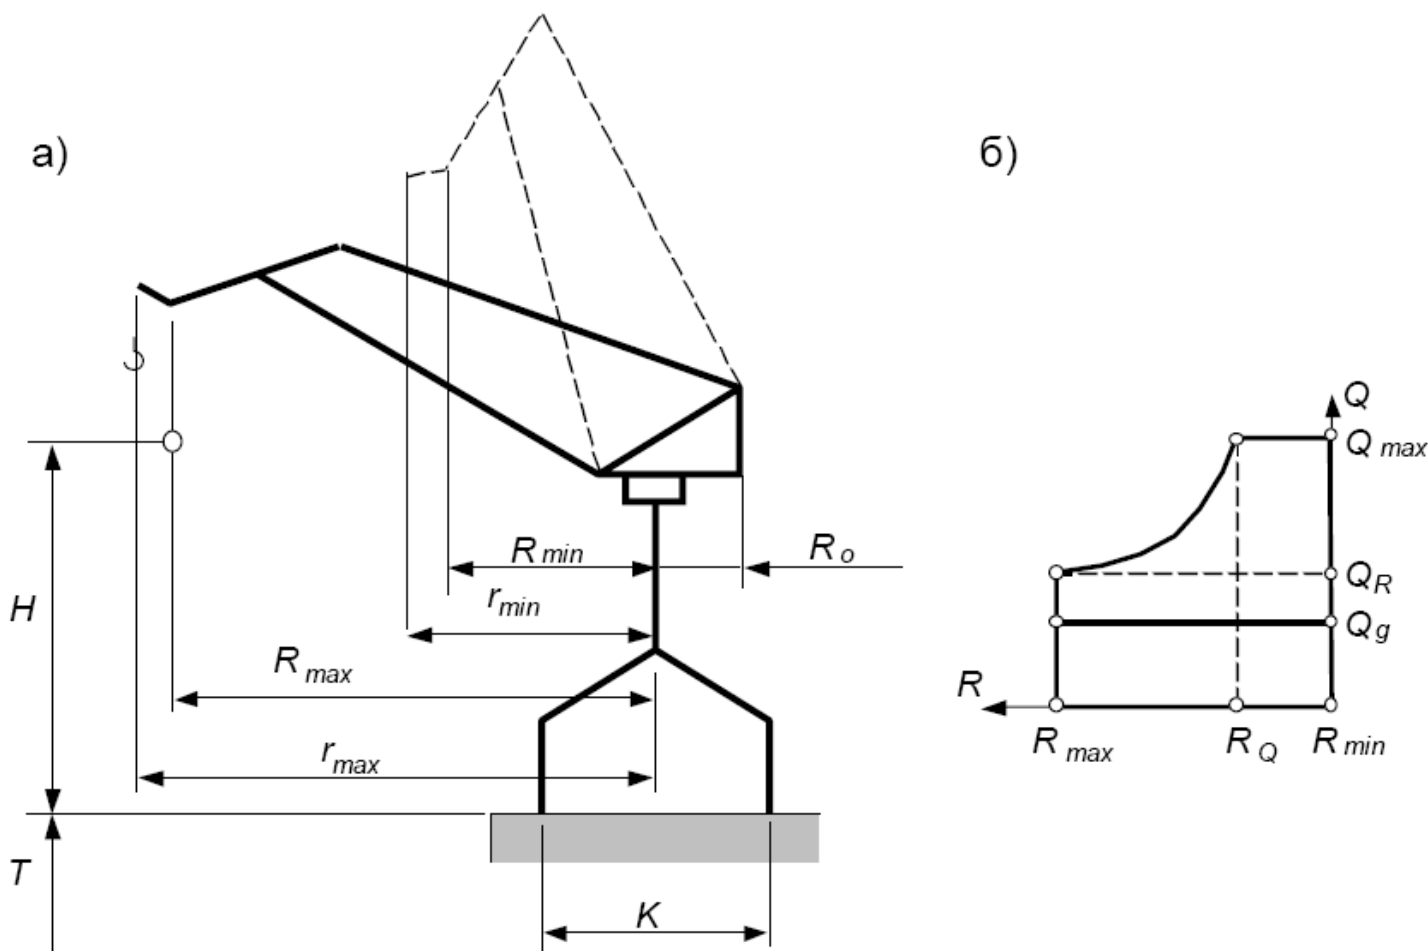 а)
б)
Q
Q max
R min
R o
Q R
r min
H
Q g
R max
R
r max
R max
R Q
R min
T
K